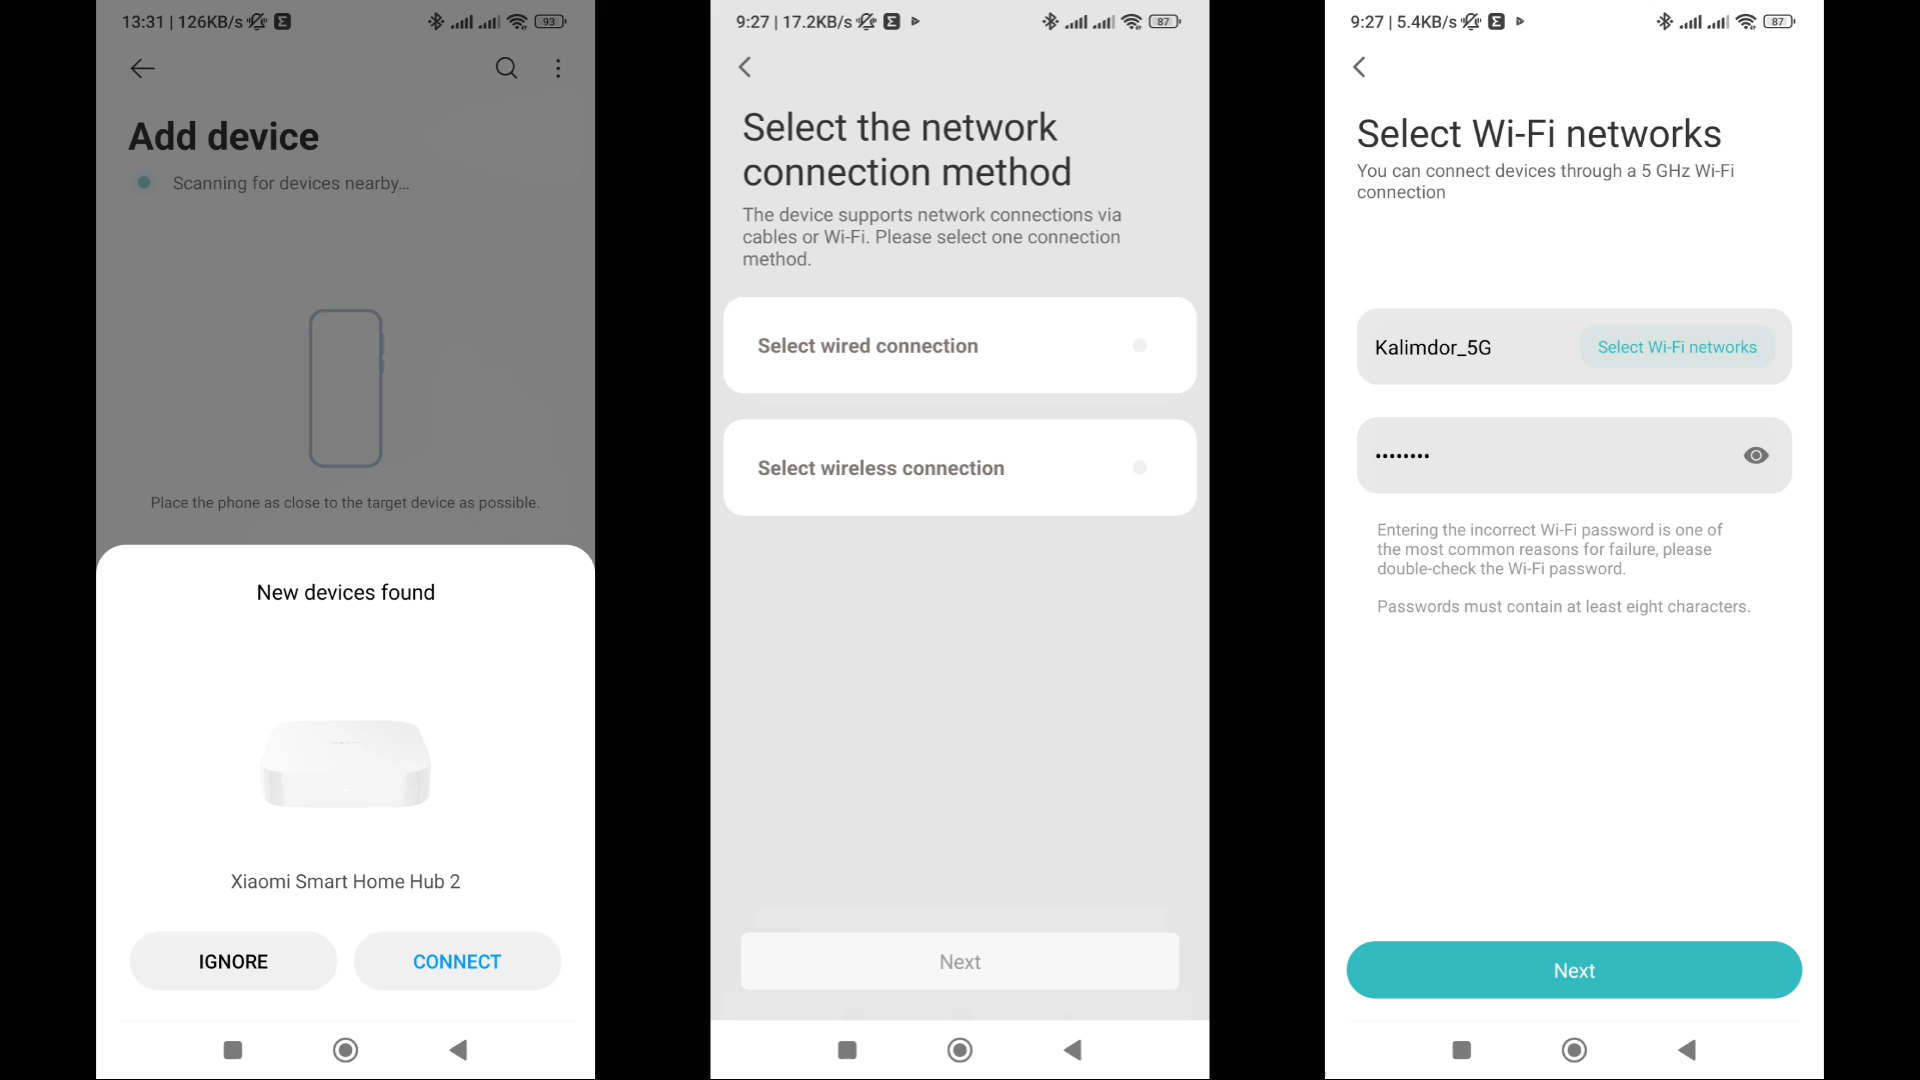 13:31 | 126KB/s
93
Add device
Scanning for devices nearby...
Place the phone as close to the target device as possible.
New devices found
Xiaomi Smart Home Hub 2
IGNORE
CONNECT
9:27 | 17.2KB/s
87
Select the network
connection method
The device supports network connections via
cables or Wi-Fi. Please select one connection
method.
Select wired connection
Select wireless connection
Next
9:27 | 5.4KB/s
87
Select Wi-Fi networks
You can connect devices through a 5 GHz Wi-Fi
connection
Kalimdor_5G
Select Wi-Fi networks
••••••••
Entering the incorrect Wi-Fi password is one of
the most common reasons for failure, please
double-check the Wi-Fi password.
Passwords must contain at least eight characters.
Next